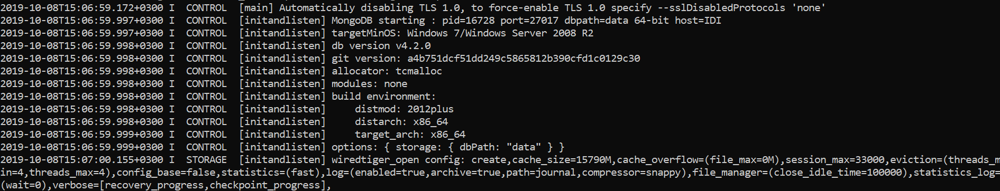 2019-10-08T15:06:59.172+0300 I  CONTROL  [main] Automatically disabling TLS 1.0, to force-enable TLS 1.0 specify --sslDisabledProtocols 'none'
2019-10-08T15:06:59.997+0300 I  CONTROL  [initandlisten] MongoDB starting : pid=16728 port=27017 dbpath=data 64-bit host=IDI
2019-10-08T15:06:59.997+0300 I  CONTROL  [initandlisten] targetMinOS: Windows 7/Windows Server 2008 R2
2019-10-08T15:06:59.998+0300 I  CONTROL  [initandlisten] db version v4.2.0
2019-10-08T15:06:59.998+0300 I  CONTROL  [initandlisten] git version: a4b751dcf51dd249c5865812b390cfd1c0129c30
2019-10-08T15:06:59.998+0300 I  CONTROL  [initandlisten] allocator: tcmalloc
2019-10-08T15:06:59.998+0300 I  CONTROL  [initandlisten] modules: none
2019-10-08T15:06:59.998+0300 I  CONTROL  [initandlisten] build environment:
2019-10-08T15:06:59.998+0300 I  CONTROL  [initandlisten]     distmod: 2012plus
2019-10-08T15:06:59.998+0300 I  CONTROL  [initandlisten]     distarch: x86_64
2019-10-08T15:06:59.999+0300 I  CONTROL  [initandlisten]     target_arch: x86_64
2019-10-08T15:06:59.999+0300 I  CONTROL  [initandlisten] options: { storage: { dbPath: "data" } }
2019-10-08T15:07:00.155+0300 I  STORAGE  [initandlisten] wiredtiger_open config: create,cache_size=15790M,cache_overflow=(file_max=0M),session_max=33000,eviction=(threads_m
in=4,threads_max=4),config_base=false,statistics=(fast),log=(enabled=true,archive=true,path=journal,compressor=snappy),file_manager=(close_idle_time=100000),statistics_log=
(wait=0),verbose=[recovery_progress,checkpoint_progress],